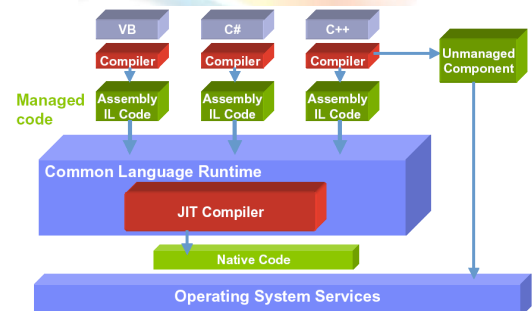 VB
C#
C++
Compiler
Compiler
Compiler
Unmanaged
Component
Managed
code
Assembly
IL Code
Assembly
IL Code
Assembly
IL Code
Common Language Runtime
JIT Compiler
Native Code
Operating System Services